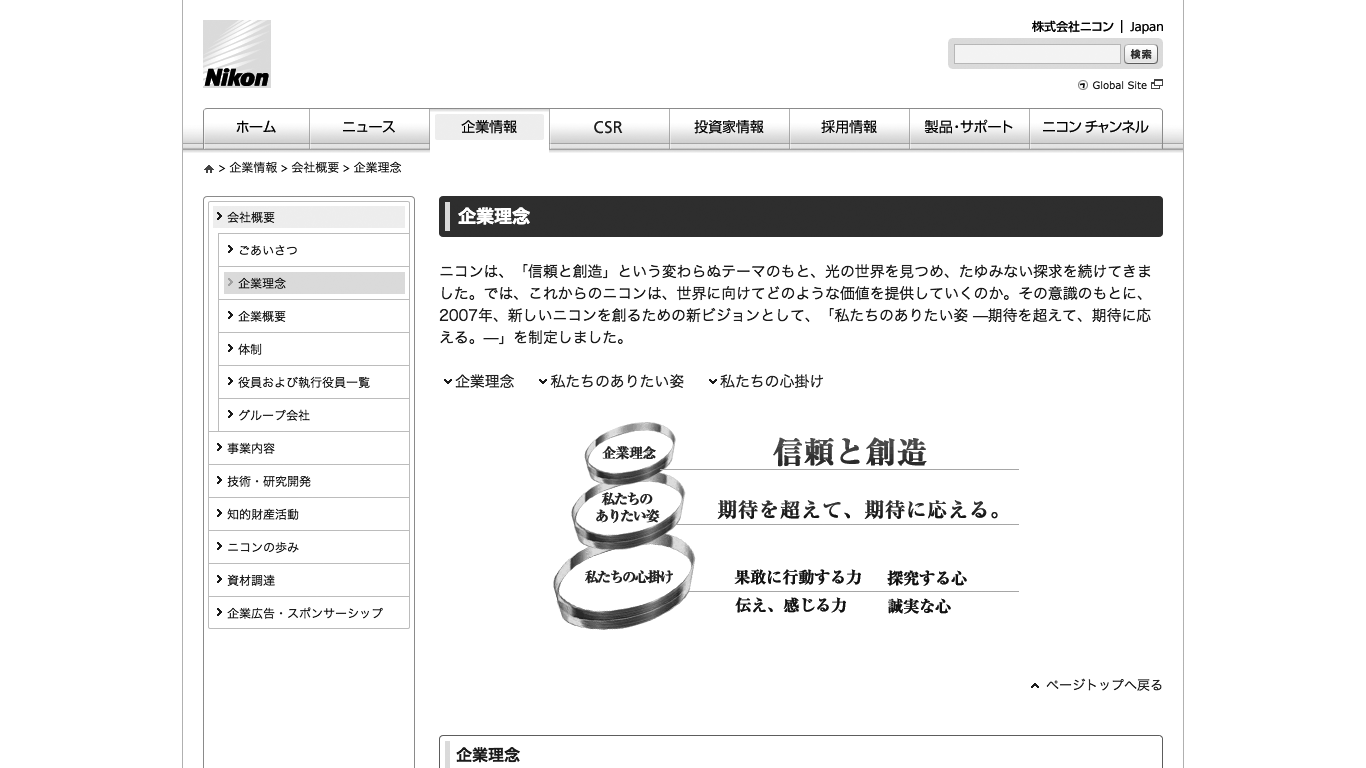 Nikon
株式会社ニコン | Japan
検索
Global Site
ホーム
ニュース
企業情報
CSR
投資家情報
採用情報
製品・サポート
ニコン チャンネル
> 企業情報 > 会社概要 > 企業理念
会社概要
ごあいさつ
企業理念
企業概要
体制
役員および執行役員一覧
グループ会社
事業内容
技術・研究開発
知的財産活動
ニコンの歩み
資材調達
企業広告・スポンサーシップ
企業理念
ニコンは、「信頼と創造」という変わらぬテーマのもと、光の世界を見つめ、たゆみない探求を続けてきま
した。では、これからのニコンは、世界に向けてどのような価値を提供していくのか。その意識のもとに、
2007年、新しいニコンを創るための新ビジョンとして、「私たちのありたい姿 ―期待を超えて、期待に応
える。―」を制定しました。
企業理念 私たちのありたい姿 私たちの心掛け
企業理念
信頼と創造
私たちの
ありたい姿
期待を超えて、期待に応える。
私たちの心掛け
果敢に行動する力 探究する心
伝え、感じる力 誠実な心
ページトップへ戻る
企業理念